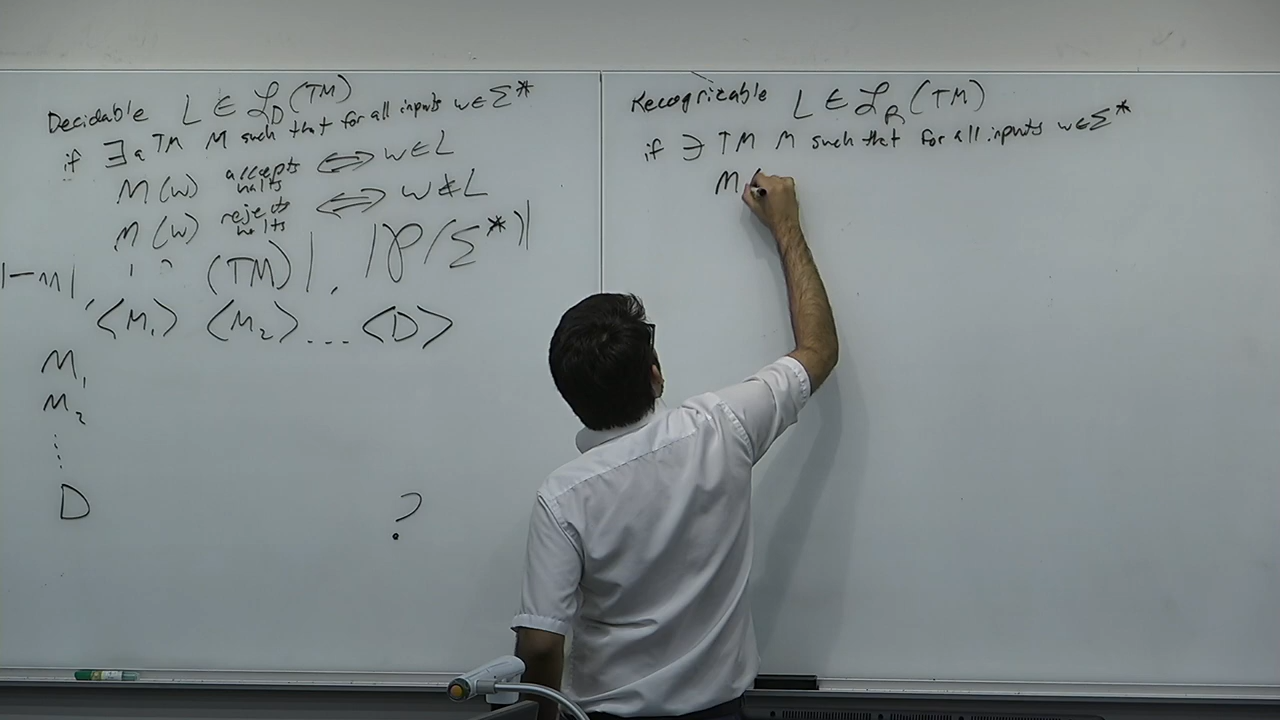 Decidable L ∈ ℒ_D (TM)
if ∃ a TM M such that for all inputs w∈Σ*
M(w) accepts halts ⟺ w∈L
M(w) rejects halts ⟺ w∉L
(TM)|, |𝒫(Σ*)|
⟨M₁⟩ ⟨M₂⟩ ... ⟨D⟩
M₁
M₂
⋮
D ?
Recognizable L ∈ ℒ_R (TM)
if ∋ TM M such that for all inputs w∈Σ*
M(